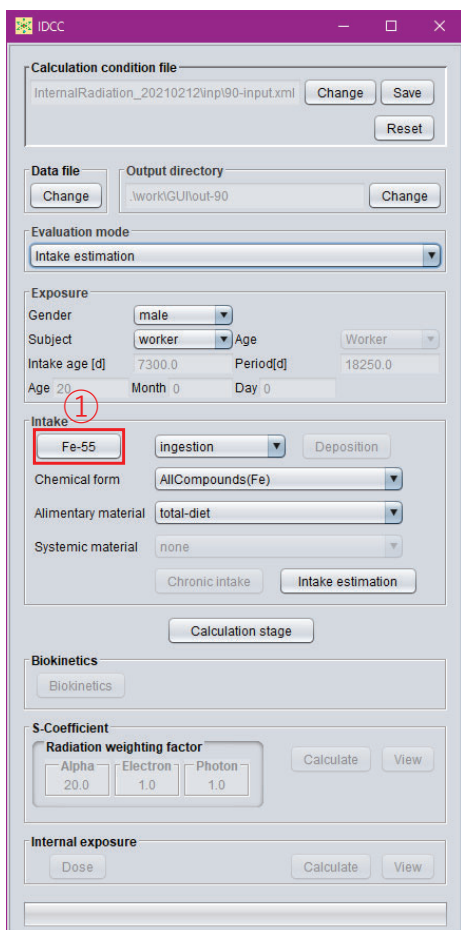 IDCC
Calculation condition file
InternalRadiation_20210212\inp\90-input.xml Change Save
Reset
Data file Output directory
Change .\work\GUI\out-90 Change
Evaluation mode
Intake estimation
Exposure
Gender male
Subject worker Age Worker
Intake age [d] 7300.0 Period[d] 18250.0
Age 20 Month 0 Day 0
①
Intake
Fe-55 ingestion Deposition
Chemical form AllCompounds(Fe)
Alimentary material total-diet
Systemic material none
Chronic intake Intake estimation
Calculation stage
Biokinetics
Biokinetics
S-Coefficient
Radiation weighting factor
Alpha Electron Photon Calculate View
20.0 1.0 1.0
Internal exposure
Dose Calculate View